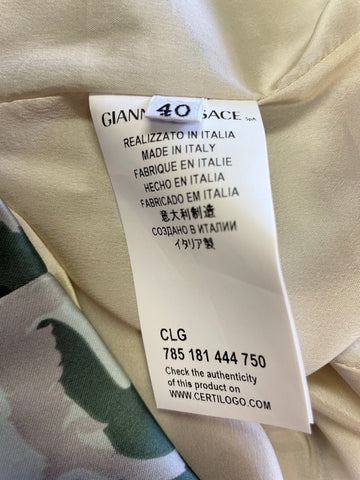 GIANN 40 SACE SpA
REALIZZATO IN ITALIA
MADE IN ITALY
FABRIQUE EN ITALIE
HECHO EN ITALIA
FABRICADO EM ITALIA
意大利制造
СОЗДАНО В ИТАЛИИ
イタリア製
CLG
785 181 444 750
Check the authenticity
of this product on
WWW.CERTILOGO.COM